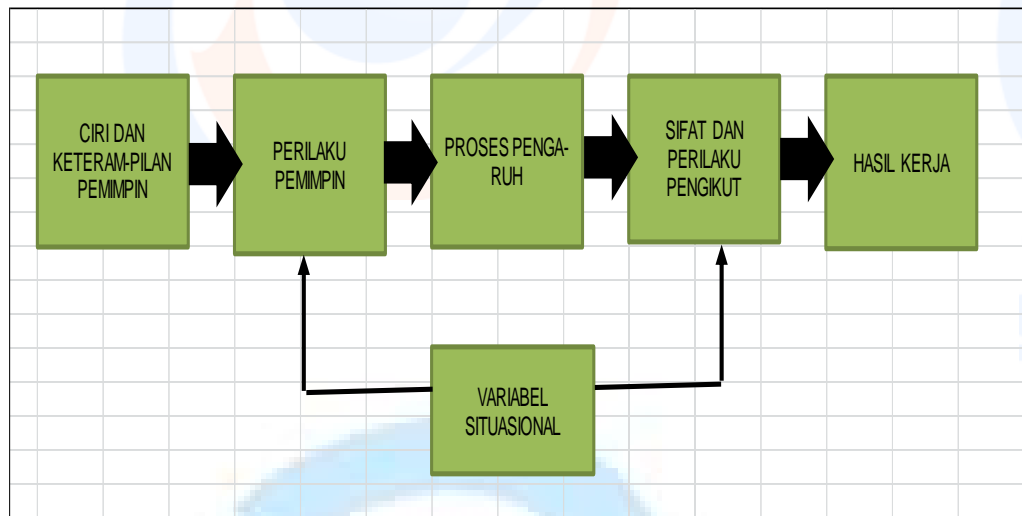 CIRI DAN
KETERAM-PILAN
PEMIMPIN
PERILAKU
PEMIMPIN
PROSES PENGA-
RUH
SIFAT DAN
PERILAKU
PENGIKUT
HASIL KERJA
VARIABEL
SITUASIONAL